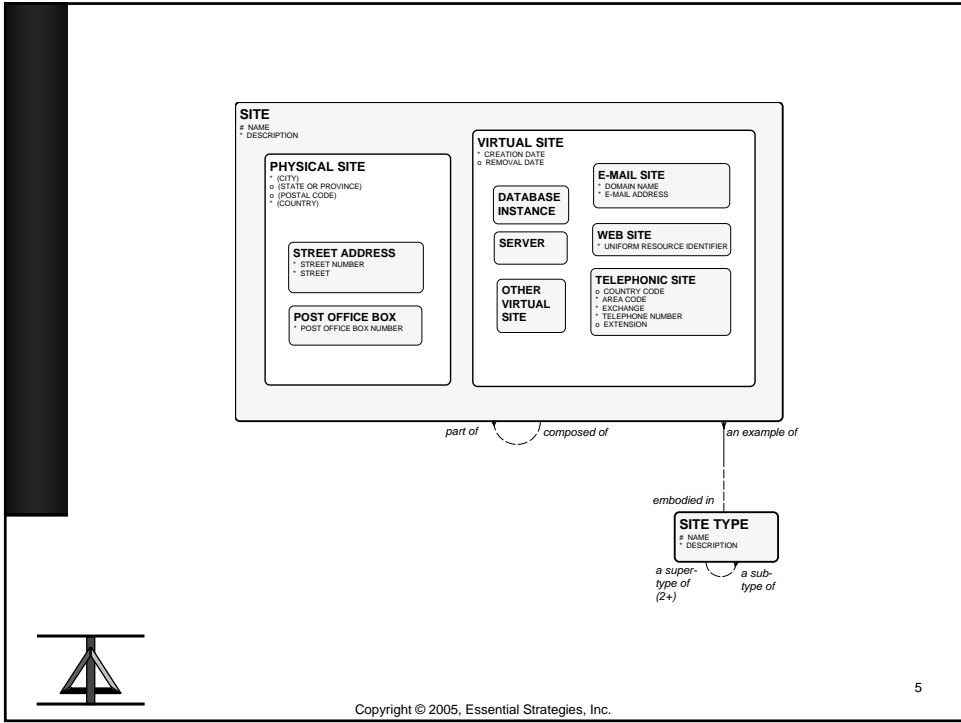 SITE
# NAME
* DESCRIPTION
PHYSICAL SITE
* (CITY)
o (STATE OR PROVINCE)
o (POSTAL CODE)
* (COUNTRY)
STREET ADDRESS
* STREET NUMBER
* STREET
POST OFFICE BOX
* POST OFFICE BOX NUMBER
VIRTUAL SITE
* CREATION DATE
o REMOVAL DATE
DATABASE
INSTANCE
SERVER
OTHER
VIRTUAL
SITE
E-MAIL SITE
* DOMAIN NAME
* E-MAIL ADDRESS
WEB SITE
* UNIFORM RESOURCE IDENTIFIER
TELEPHONIC SITE
o COUNTRY CODE
* AREA CODE
* EXCHANGE
* TELEPHONE NUMBER
o EXTENSION
part of
composed of
an example of
embodied in
SITE TYPE
# NAME
* DESCRIPTION
a super-
type of
(2+)
a sub-
type of
5
Copyright © 2005, Essential Strategies, Inc.